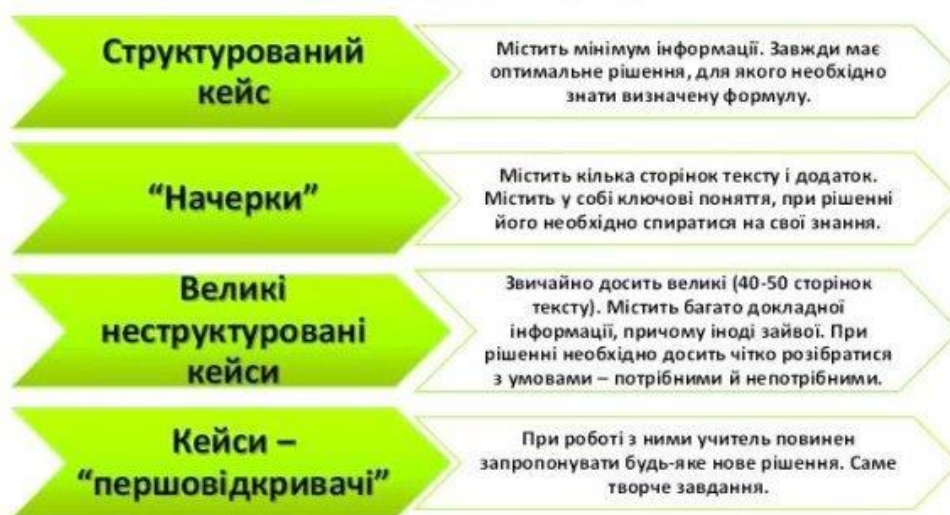 Структурований
кейс
Містить мінімум інформації. Завжди має
оптимальне рішення, для якого необхідно
знати визначену формулу.
“Начерки”
Містить кілька сторінок тексту і додаток.
Містить у собі ключові поняття, при рішенні
його необхідно спиратися на свої знання.
Великі
неструктуровані
кейси
Звичайно досить великі (40-50 сторінок
тексту). Містить багато докладної
інформації, причому іноді зайвої. При
рішенні необхідно досить чітко розібратися
з умовами – потрібними й непотрібними.
Кейси –
“першовідкривачі”
При роботі з ними учитель повинен
запропонувати будь-яке нове рішення. Саме
творче завдання.